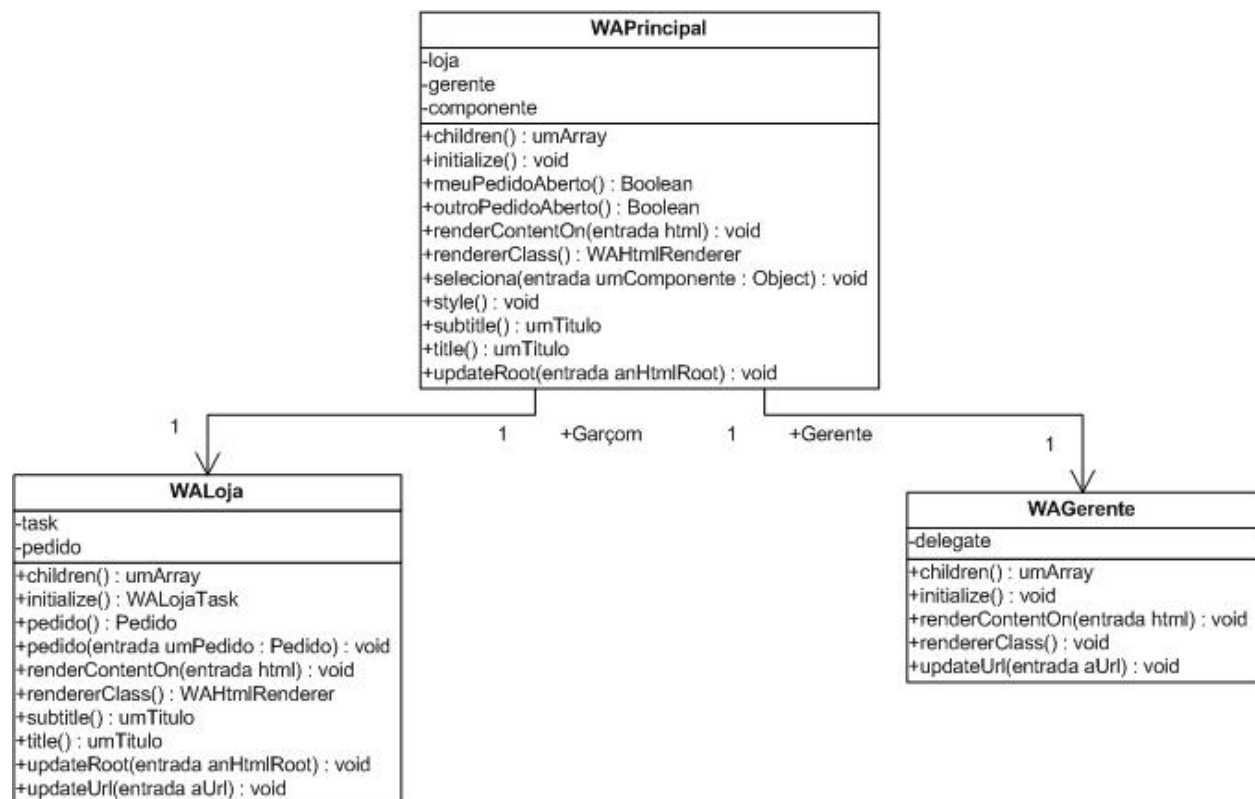 WAPrincipal
-loja
-gerente
-componente
+children() : umArray
+initialize() : void
+meuPedidoAberto() : Boolean
+outroPedidoAberto() : Boolean
+renderContentOn(entrada html) : void
+rendererClass() : WAHtmlRenderer
+seleciona(entrada umComponente : Object) : void
+style() : void
+subtitle() : umTitulo
+title() : umTitulo
+updateRoot(entrada anHtmlRoot) : void
1 1 +Garçom 1 +Gerente 1
WALoja
-task
-pedido
+children() : umArray
+initialize() : WALojaTask
+pedido() : Pedido
+pedido(entrada umPedido : Pedido) : void
+renderContentOn(entrada html) : void
+rendererClass() : WAHtmlRenderer
+subtitle() : umTitulo
+title() : umTitulo
+updateRoot(entrada anHtmlRoot) : void
+updateUrl(entrada aUrl) : void
WAGerente
-delegate
+children() : umArray
+initialize() : void
+renderContentOn(entrada html) : void
+rendererClass() : void
+updateUrl(entrada aUrl) : void